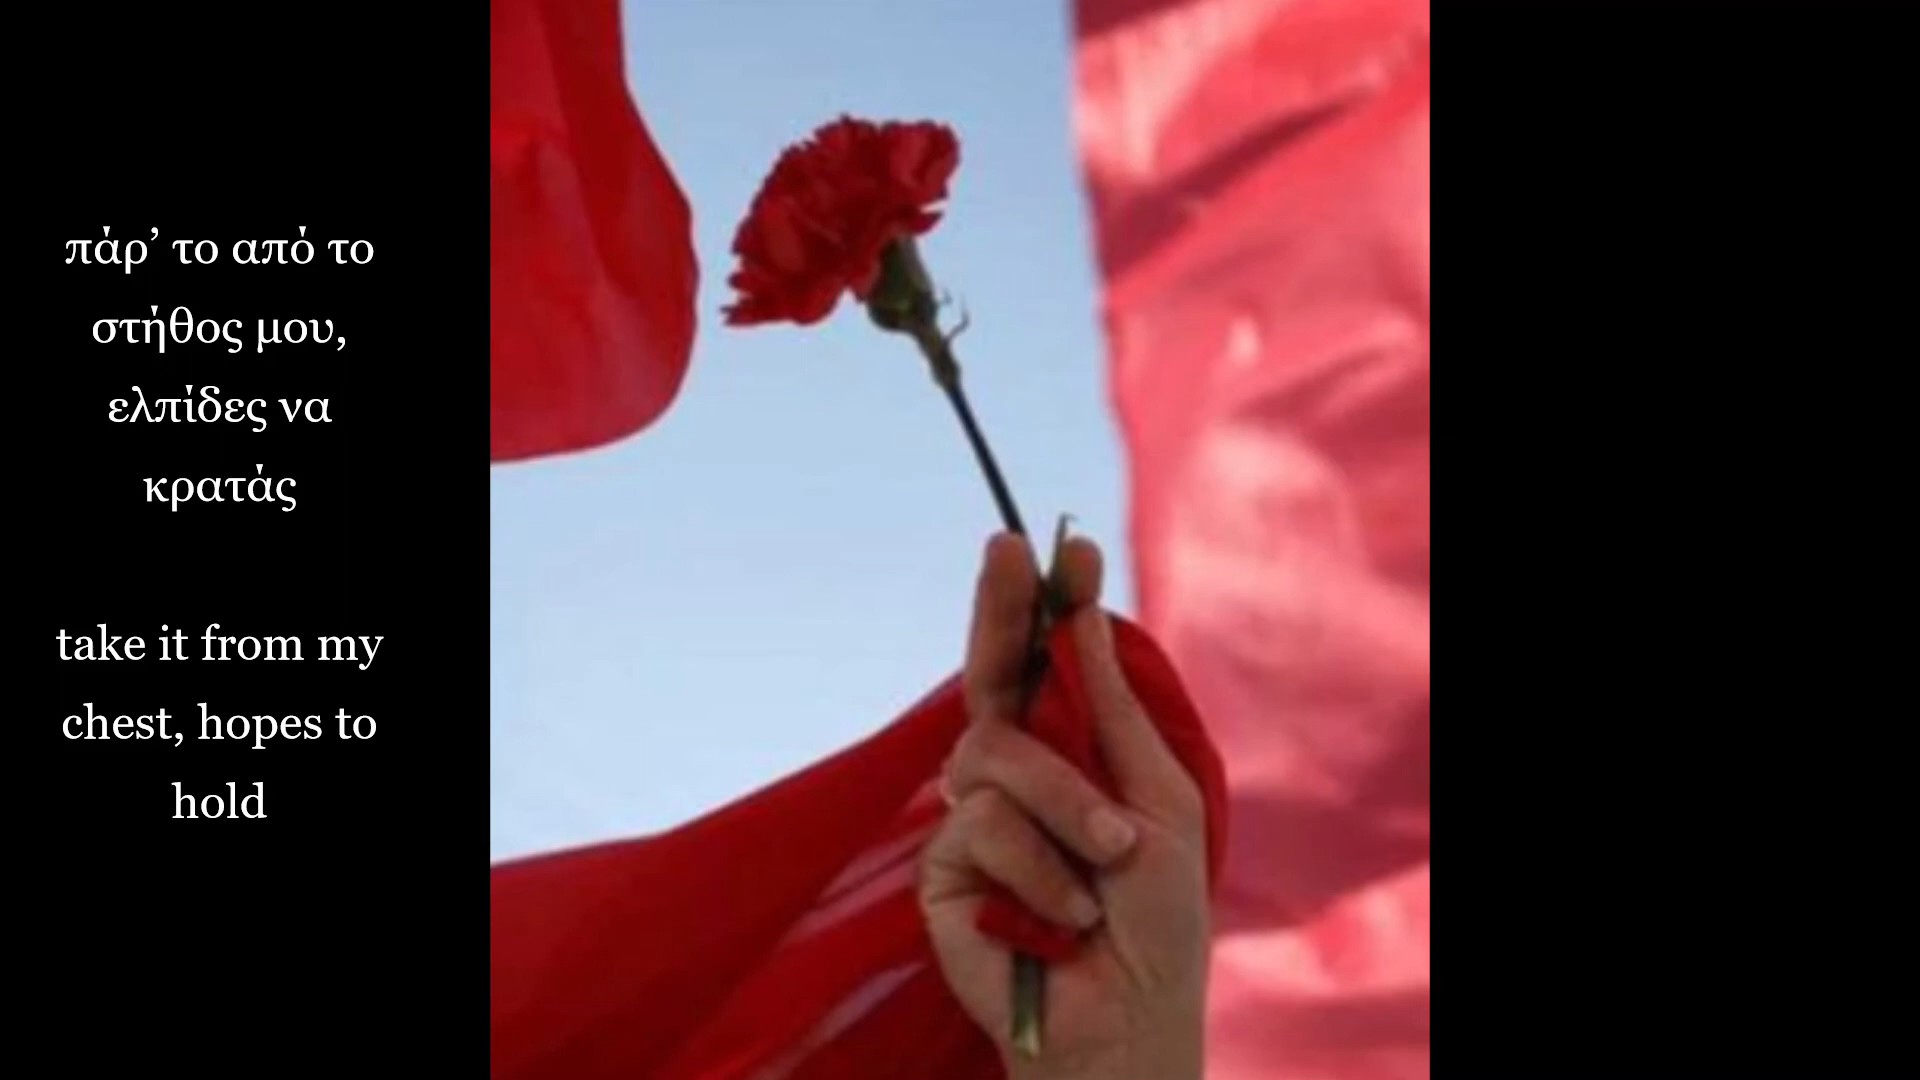 πάρ’ το από το
στήθος μου,
ελπίδες να
κρατάς
take it from my
chest, hopes to
hold